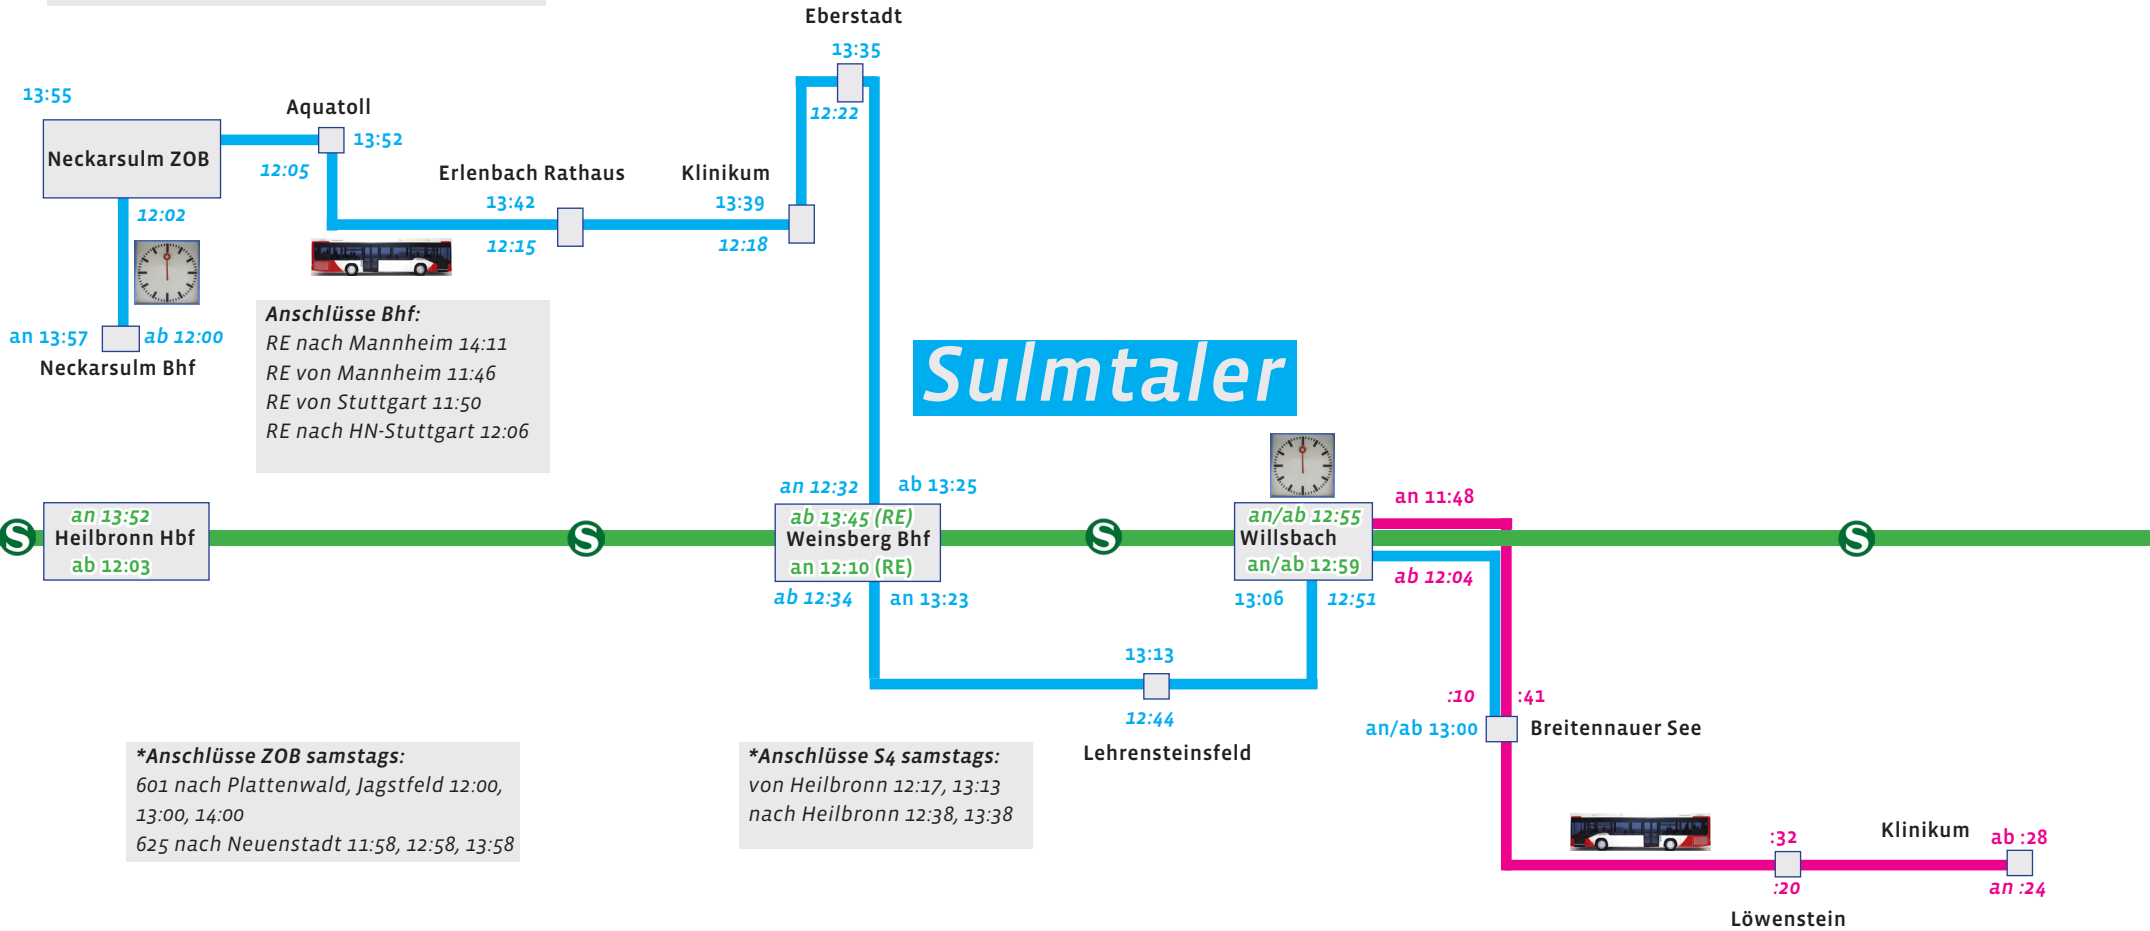 Eberstadt
13:35
12:22
13:55
Aquatoll
13:52
Neckarsulm ZOB
12:05
Erlenbach Rathaus
Klinikum
13:42
13:39
12:02
12:15
12:18
an 13:57
ab 12:00
Neckarsulm Bhf
Anschlüsse Bhf:
RE nach Mannheim 14:11
RE von Mannheim 11:46
RE von Stuttgart 11:50
RE nach HN-Stuttgart 12:06
Sulmtaler
an 12:32
ab 13:25
an 11:48
S
an 13:52
Heilbronn Hbf
ab 12:03
S
ab 13:45 (RE)
Weinsberg Bhf
an 12:10 (RE)
S
an/ab 12:55
Willsbach
an/ab 12:59
S
ab 12:04
ab 12:34
an 13:23
13:06
12:51
13:13
12:44
Lehrensteinsfeld
:10
:41
an/ab 13:00
Breitennauer See
*Anschlüsse ZOB samstags:
601 nach Plattenwald, Jagstfeld 12:00,
13:00, 14:00
625 nach Neuenstadt 11:58, 12:58, 13:58
*Anschlüsse S4 samstags:
von Heilbronn 12:17, 13:13
nach Heilbronn 12:38, 13:38
:32
Klinikum
ab :28
:20
an :24
Löwenstein